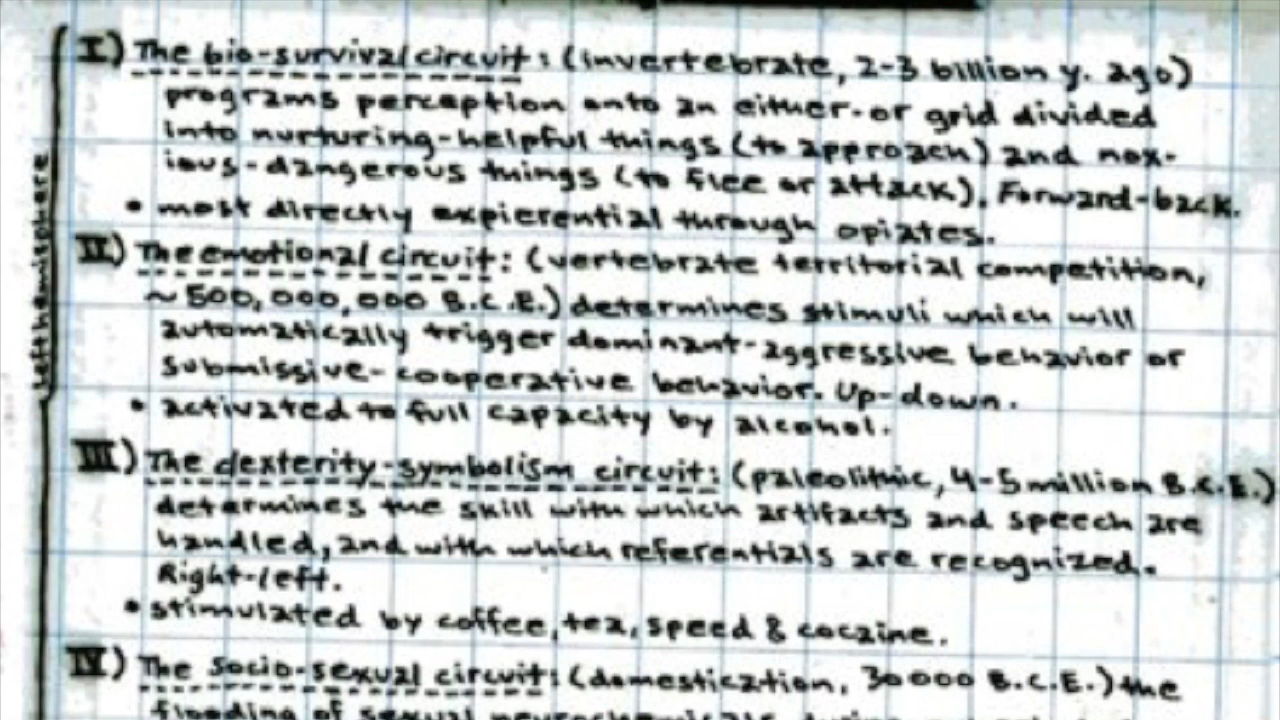 I) The bio-survival circuit: (invertebrate, 2-3 billion y. ago)
programs perception onto an either-or grid divided
into nurturing-helpful things (to approach) and nox-
ious-dangerous things (to flee or attack). Forward-back.
• most directly expierential through opiates.
II) The emotional circuit: (vertebrate territorial competition,
~500,000,000 B.C.E.) determines stimuli which will
automatically trigger dominant-aggressive behavior or
submissive-cooperative behavior. Up-down.
• activated to full capacity by alcohol.
III) The dexterity-symbolism circuit: (paleolithic, 4-5 million B.C.E.)
determines the skill with which artifacts and speech are
handled, and with which referentials are recognized.
Right-left.
• stimulated by coffee, tea, speed & cocaine.
IV) The socio-sexual circuit: (domestication, 30000 B.C.E.) the
flooding of sexual neurochemicals during
left hemisphere